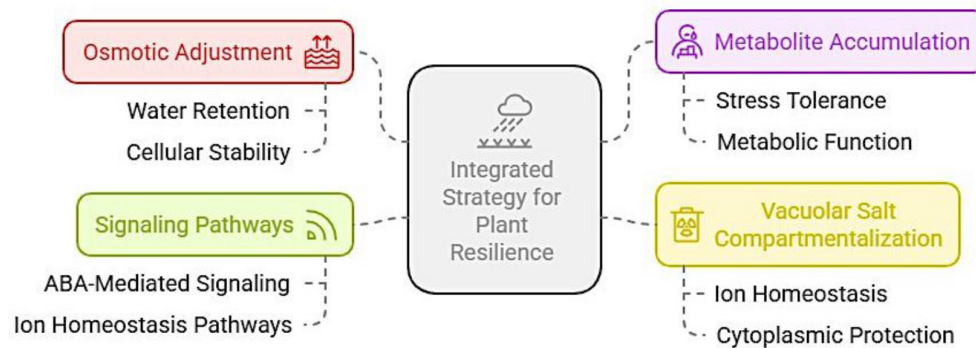 Osmotic Adjustment
Water Retention
Cellular Stability
Signaling Pathways
ABA-Mediated Signaling
Ion Homeostasis Pathways
Integrated
Strategy for
Plant
Resilience
Metabolite Accumulation
Stress Tolerance
Metabolic Function
Vacuolar Salt
Compartmentalization
Ion Homeostasis
Cytoplasmic Protection